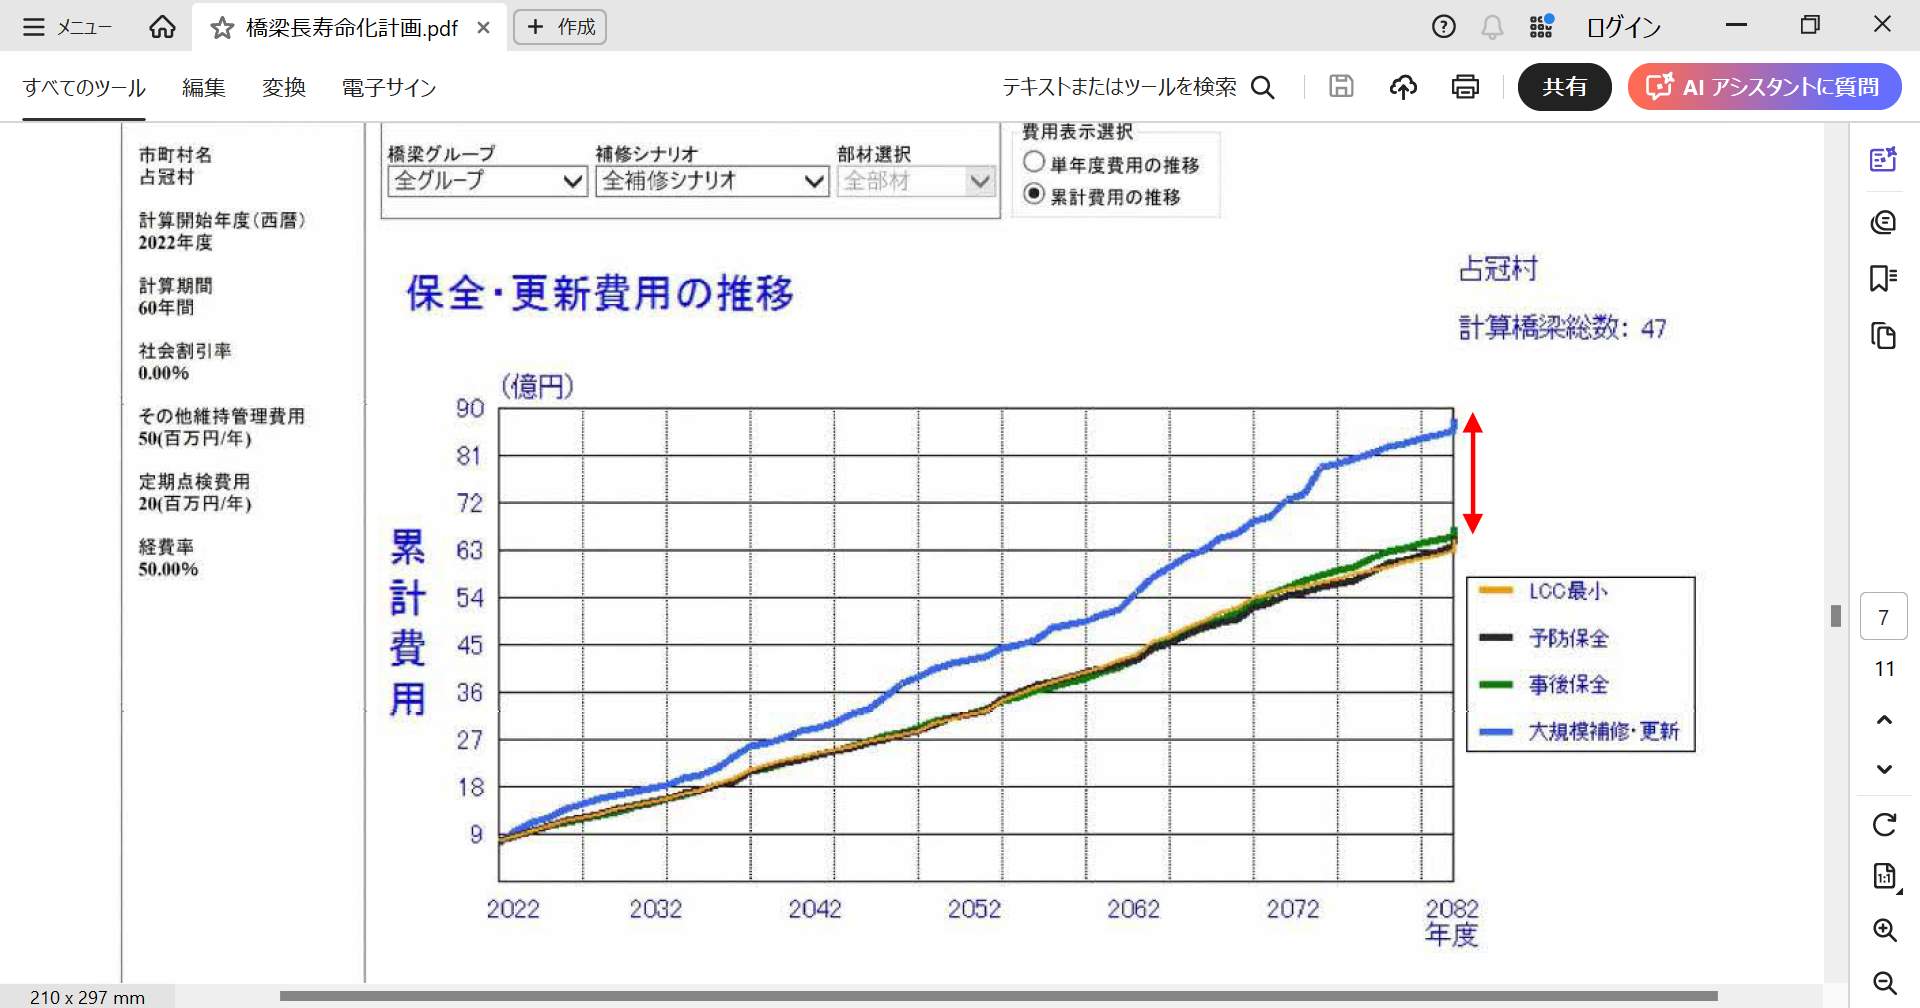 メニュー
橋梁長寿命化計画.pdf
作成
ログイン
すべてのツール
編集
変換
電子サイン
テキストまたはツールを検索
共有
AI アシスタントに質問
市町村名
占冠村
計算開始年度(西暦)
2022年度
計算期間
60年間
社会割引率
0.00%
その他維持管理費用
50(百万円/年)
定期点検費用
20(百万円/年)
経費率
50.00%
橋梁グループ
全グループ
補修シナリオ
全補修シナリオ
部材選択
全部材
費用表示選択
単年度費用の推移
累計費用の推移
保全・更新費用の推移
占冠村
計算橋梁総数: 47
(億円)
90
81
72
63
54
45
36
27
18
9
累計費用
2022
2032
2042
2052
2062
2072
2082
年度
LCC最小
予防保全
事後保全
大規模補修・更新
7
11
1:1
210 x 297 mm